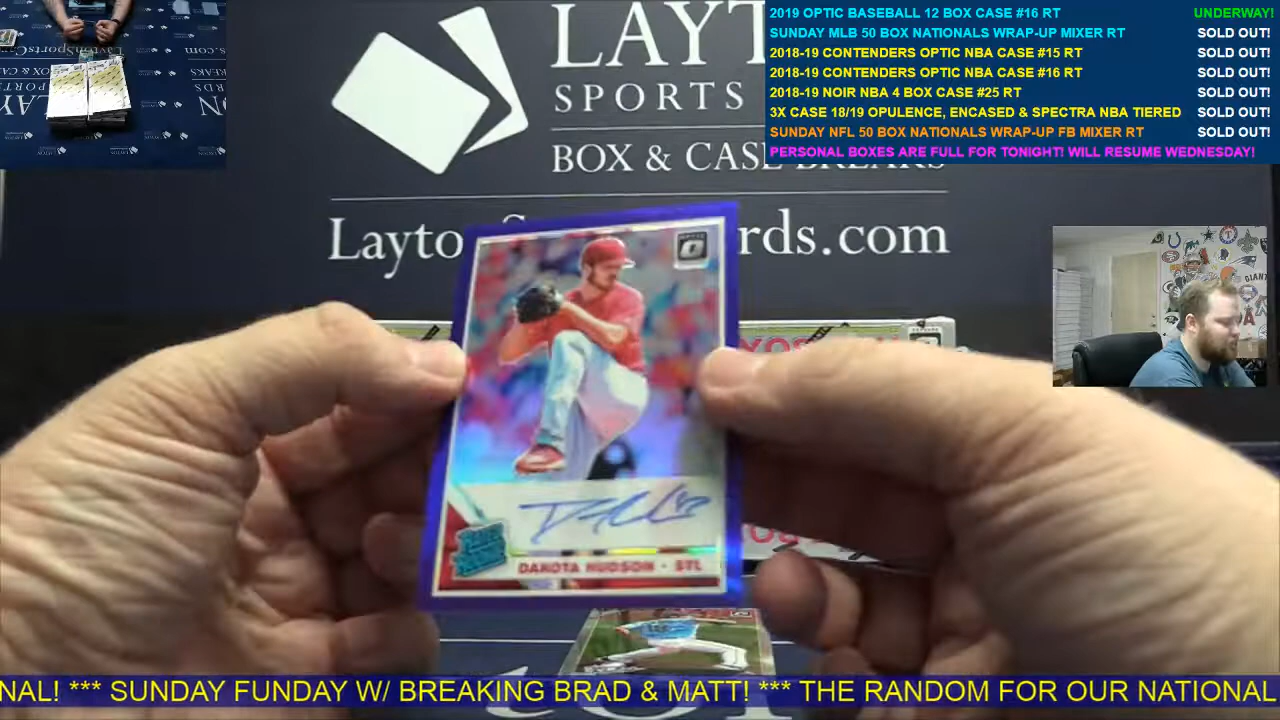 2019 OPTIC BASEBALL 12 BOX CASE #16 RT UNDERWAY!
SUNDAY MLB 50 BOX NATIONALS WRAP-UP MIXER RT SOLD OUT!
2018-19 CONTENDERS OPTIC NBA CASE #15 RT SOLD OUT!
2018-19 CONTENDERS OPTIC NBA CASE #16 RT SOLD OUT!
2018-19 NOIR NBA 4 BOX CASE #25 RT SOLD OUT!
3X CASE 18/19 OPULENCE, ENCASED & SPECTRA NBA TIERED SOLD OUT!
SUNDAY NFL 50 BOX NATIONALS WRAP-UP FB MIXER RT SOLD OUT!
PERSONAL BOXES ARE FULL FOR TONIGHT! WILL RESUME WEDNESDAY!
LAYT
SPORTS
BOX & CASE BREAKS
Layto rds.com
OPTIC
DAKOTA HUDSON · STL
NAL! *** SUNDAY FUNDAY W/ BREAKING BRAD & MATT! *** THE RANDOM FOR OUR NATIONAL